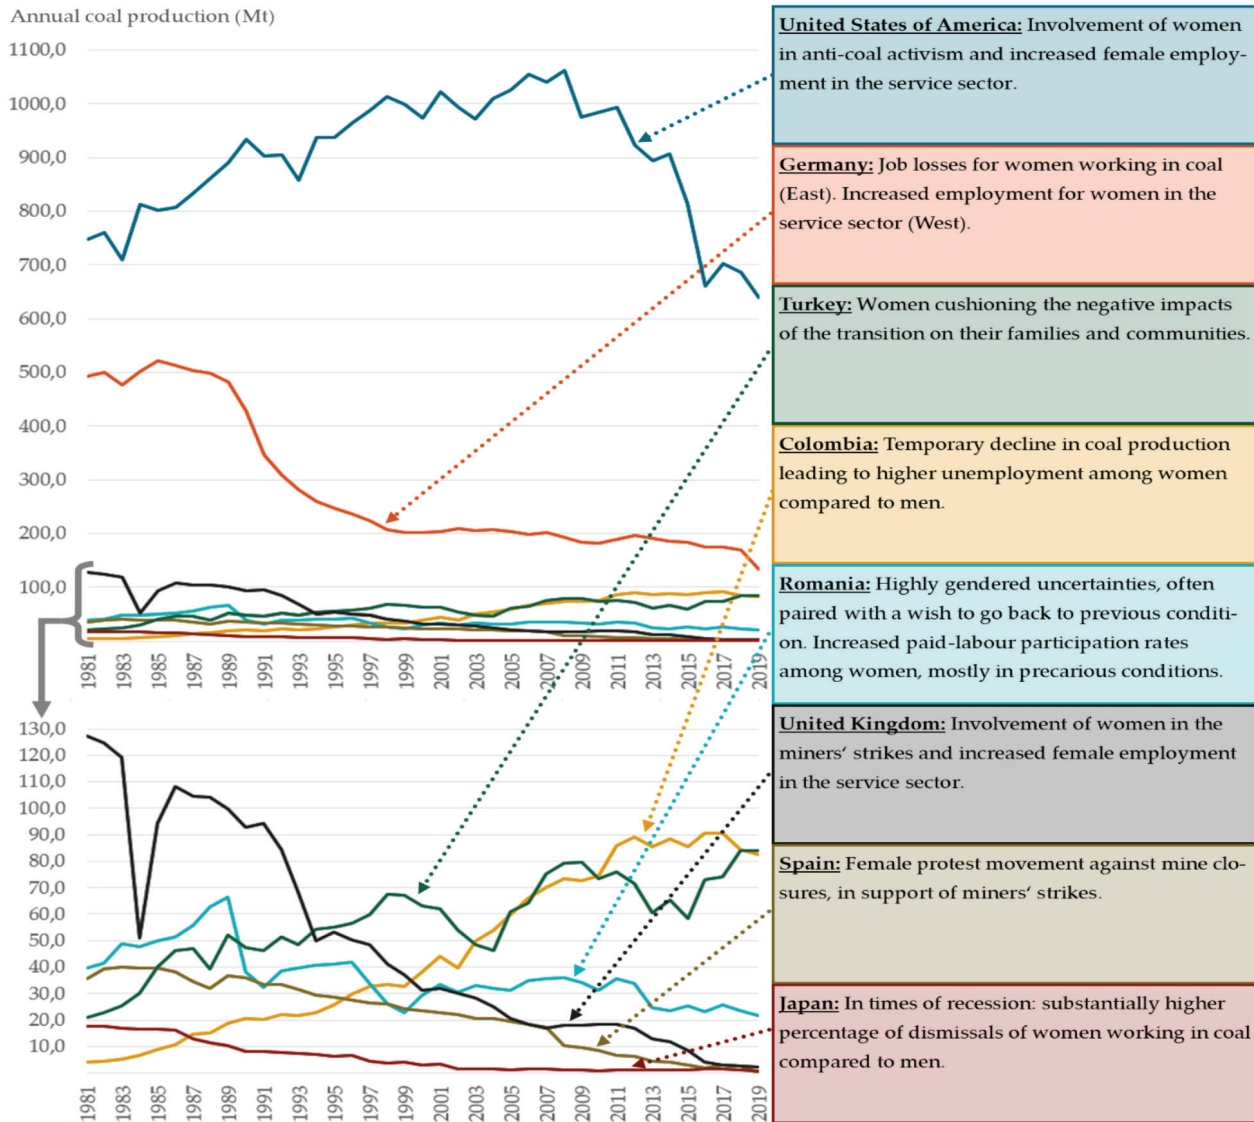 Annual coal production (Mt)
1100,0
1000,0
900,0
800,0
700,0
600,0
500,0
400,0
300,0
200,0
100,0
1981
1983
1985
1987
1989
1991
1993
1995
1997
1999
2001
2003
2005
2007
2009
2011
2013
2015
2017
2019
130,0
120,0
110,0
100,0
90,0
80,0
70,0
60,0
50,0
40,0
30,0
20,0
10,0
1981
1983
1985
1987
1989
1991
1993
1995
1997
1999
2001
2003
2005
2007
2009
2011
2013
2015
2017
2019
United States of America: Involvement of women
in anti-coal activism and increased female employ-
ment in the service sector.
Germany: Job losses for women working in coal
(East). Increased employment for women in the
service sector (West).
Turkey: Women cushioning the negative impacts
of the transition on their families and communities.
Colombia: Temporary decline in coal production
leading to higher unemployment among women
compared to men.
Romania: Highly gendered uncertainties, often
paired with a wish to go back to previous condi-
tion. Increased paid-labour participation rates
among women, mostly in precarious conditions.
United Kingdom: Involvement of women in the
miners‘ strikes and increased female employment
in the service sector.
Spain: Female protest movement against mine clo-
sures, in support of miners‘ strikes.
Japan: In times of recession: substantially higher
percentage of dismissals of women working in coal
compared to men.